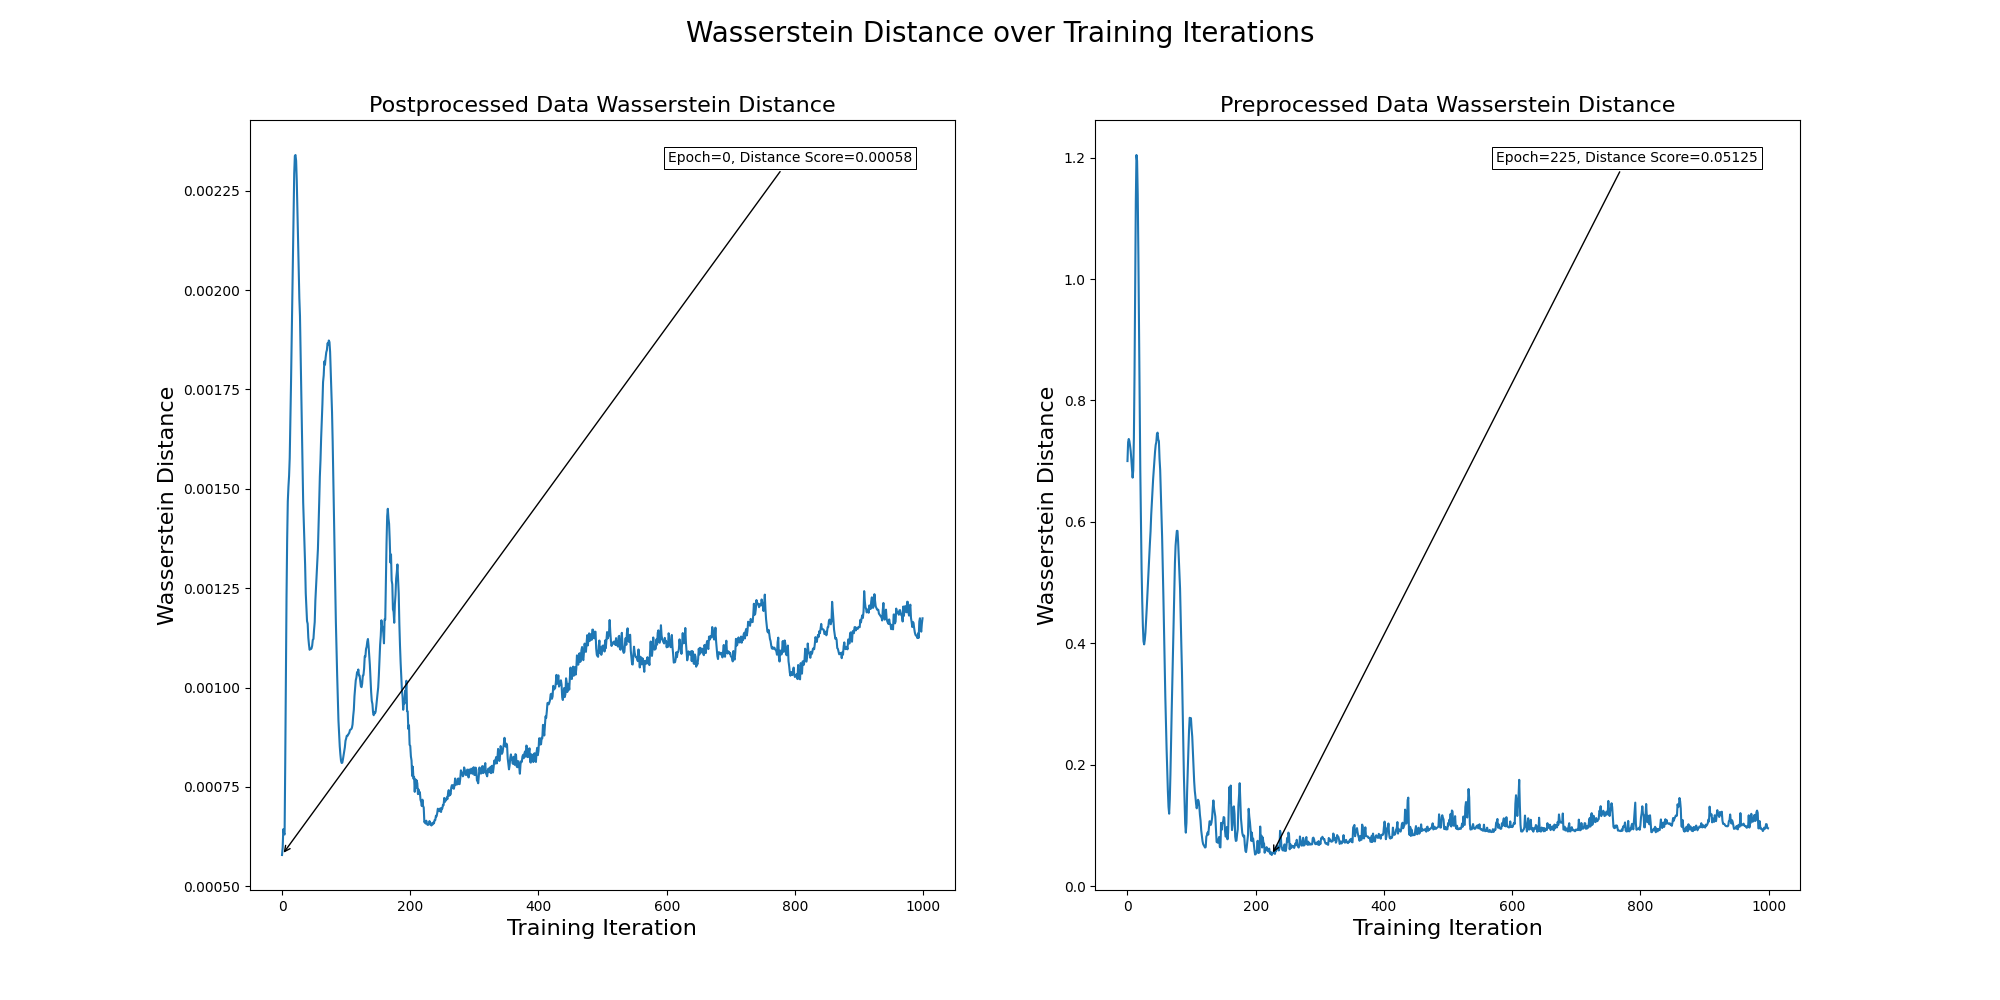 Wasserstein Distance over Training Iterations
Postprocessed Data Wasserstein Distance
Epoch=0, Distance Score=0.00058
Wasserstein Distance
0.00225
0.00200
0.00175
0.00150
0.00125
0.00100
0.00075
0.00050
0 200 400 600 800 1000
Training Iteration
Preprocessed Data Wasserstein Distance
Epoch=225, Distance Score=0.05125
Wasserstein Distance
1.2
1.0
0.8
0.6
0.4
0.2
0.0
0 200 400 600 800 1000
Training Iteration